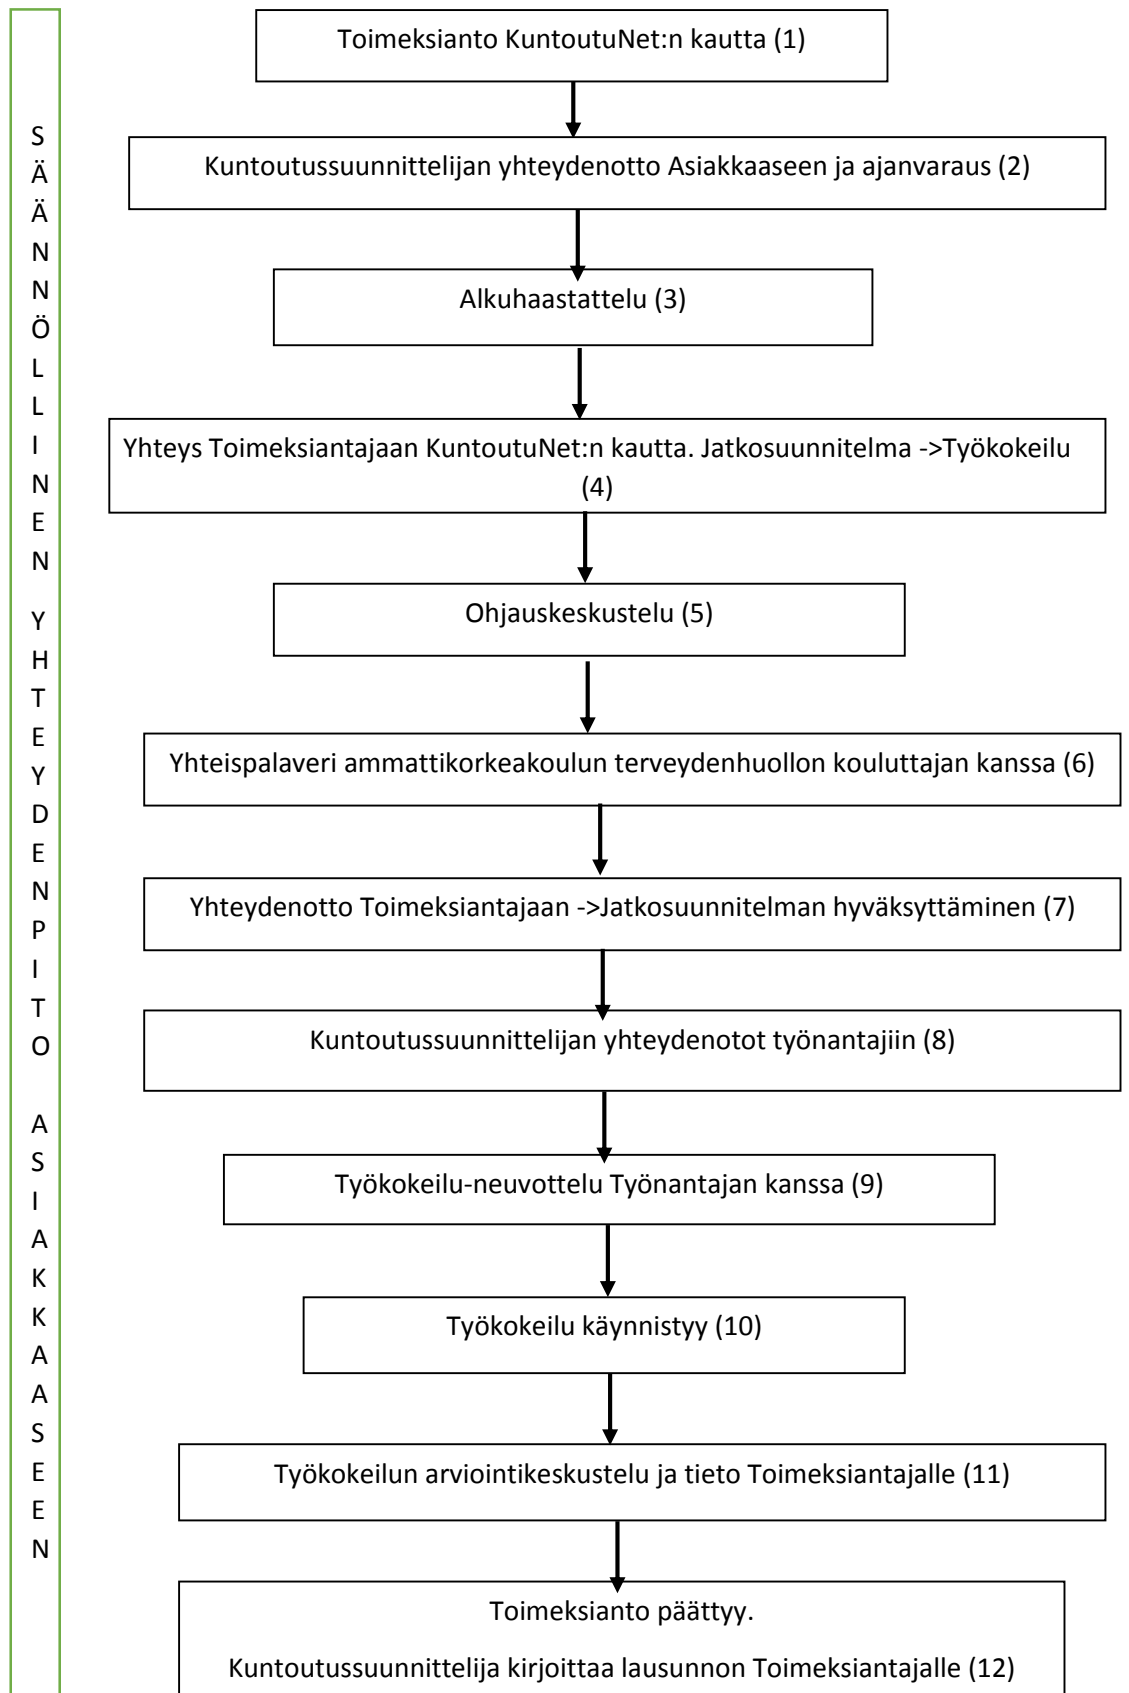 SÄÄNNÖLLINEN YHTEYDENPITO ASIAKKAASEEN
Toimeksianto KuntoutuNet:n kautta (1)
Kuntoutussuunnittelijan yhteydenotto Asiakkaaseen ja ajanvaraus (2)
Alkuhaastattelu (3)
Yhteys Toimeksiantajaan KuntoutuNet:n kautta. Jatkosuunnitelma ->Työkokeilu
(4)
Ohjauskeskustelu (5)
Yhteispalaveri ammattikorkeakoulun terveydenhuollon kouluttajan kanssa (6)
Yhteydenotto Toimeksiantajaan ->Jatkosuunnitelman hyväksyttäminen (7)
Kuntoutussuunnittelijan yhteydenotot työnantajiin (8)
Työkokeilu-neuvottelu Työnantajan kanssa (9)
Työkokeilu käynnistyy (10)
Työkokeilun arviointikeskustelu ja tieto Toimeksiantajalle (11)
Toimeksianto päättyy.
Kuntoutussuunnittelija kirjoittaa lausunnon Toimeksiantajalle (12)